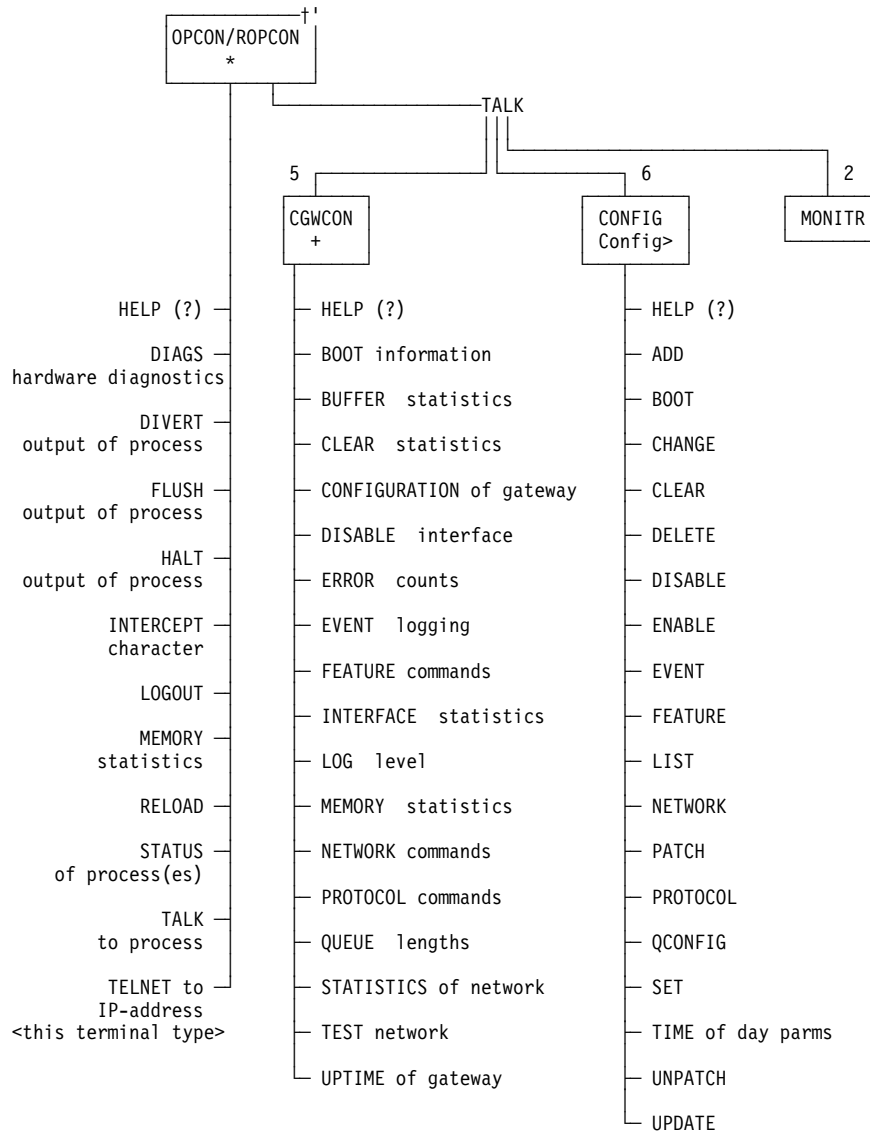 †'
OPCON/ROPCON
*
TALK
5
6
2
CGWCON
+
CONFIG
Config>
MONITR
HELP (?)
DIAGS
hardware diagnostics
DIVERT
output of process
FLUSH
output of process
HALT
output of process
INTERCEPT
character
LOGOUT
MEMORY
statistics
RELOAD
STATUS
of process(es)
TALK
to process
TELNET to
IP-address
<this terminal type>
HELP (?)
BOOT information
BUFFER statistics
CLEAR statistics
CONFIGURATION of gateway
DISABLE interface
ERROR counts
EVENT logging
FEATURE commands
INTERFACE statistics
LOG level
MEMORY statistics
NETWORK commands
PROTOCOL commands
QUEUE lengths
STATISTICS of network
TEST network
UPTIME of gateway
HELP (?)
ADD
BOOT
CHANGE
CLEAR
DELETE
DISABLE
ENABLE
EVENT
FEATURE
LIST
NETWORK
PATCH
PROTOCOL
QCONFIG
SET
TIME of day parms
UNPATCH
UPDATE